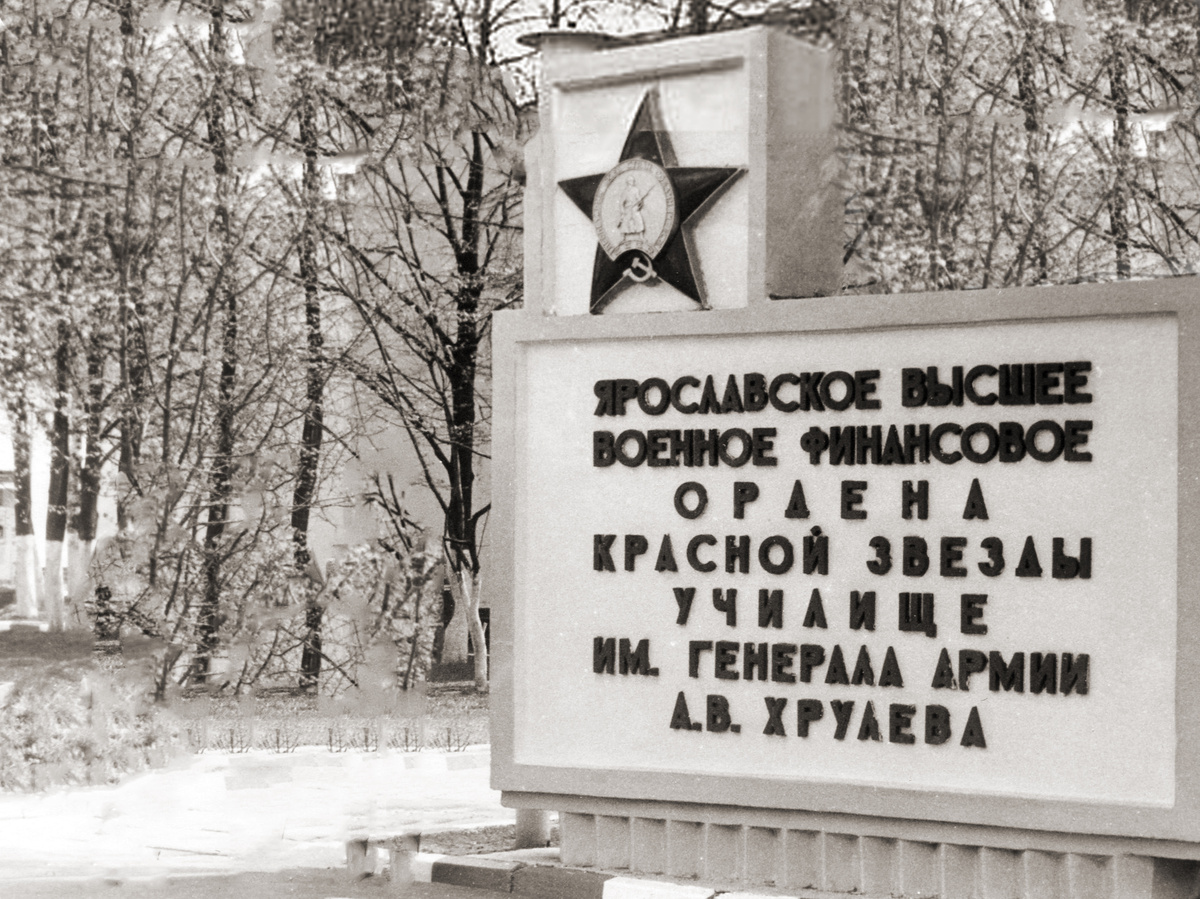 ЯРОСЛАВСКОЕ ВЫСШЕЕ
ВОЕННОЕ ФИНАНСОВОЕ
ОРДЕНА
КРАСНОЙ ЗВЕЗДЫ
УЧИЛИЩЕ
ИМ. ГЕНЕРАЛА АРМИИ
А.В. ХРУЛЕВА